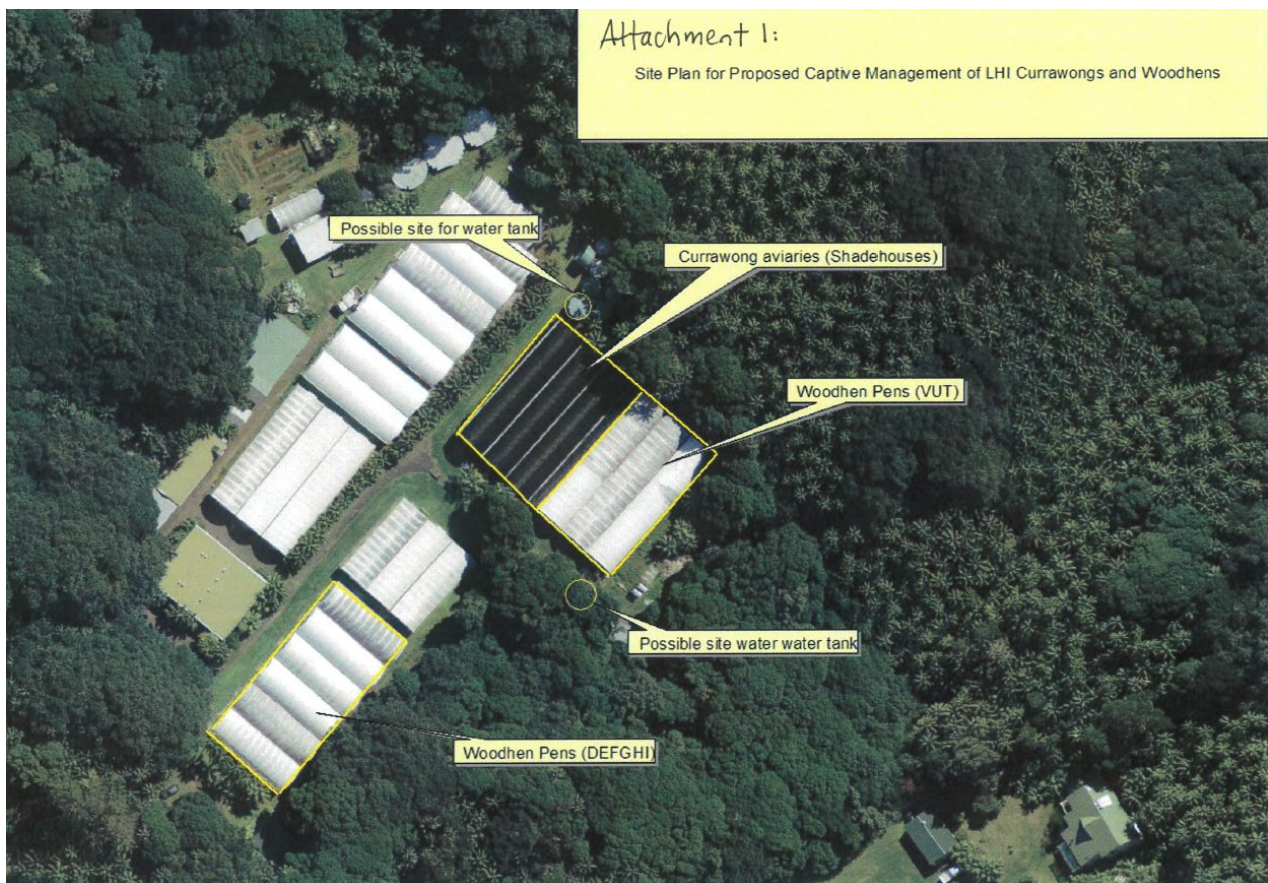 Attachment 1:
Site Plan for Proposed Captive Management of LHI Currawongs and Woodhens
Possible site for water tank
Currawong aviaries (Shadehouses)
Woodhen Pens (VUT)
Possible site water water tank
Woodhen Pens (DEFGHI)